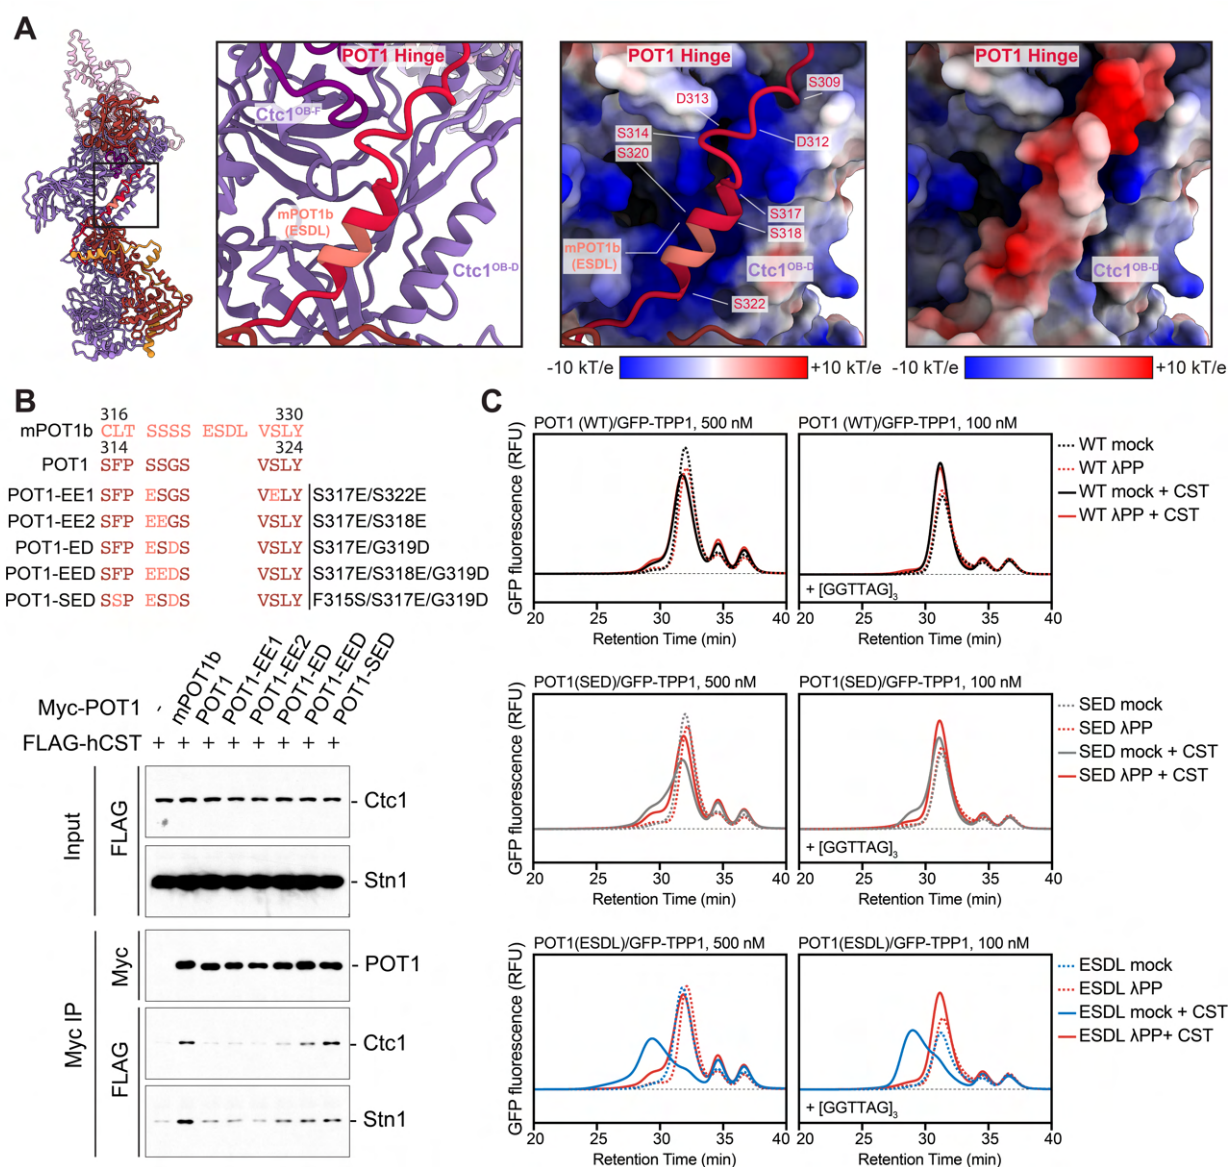 A
POT1 Hinge
Ctc1OB-F
mPOT1b
(ESDL)
Ctc1OB-D
POT1 Hinge
S309
D313
S314
S320
D312
S317
S318
mPOT1b
(ESDL)
Ctc1OB-D
S322
-10 kT/e +10 kT/e
POT1 Hinge
Ctc1OB-D
-10 kT/e +10 kT/e
B
316 330
mPOT1b CLT SSSS ESDL VSLY
314 324
POT1 SFP SSGS VSLY
POT1-EE1 SFP ESGS VELY S317E/S322E
POT1-EE2 SFP EEGS VSLY S317E/S318E
POT1-ED SFP ESDS VSLY S317E/G319D
POT1-EED SFP EEDS VSLY S317E/S318E/G319D
POT1-SED SSP ESDS VSLY F315S/S317E/G319D
Myc-POT1 - mPOT1b POT1 POT1-EE1 POT1-EE2 POT1-ED POT1-EED POT1-SED
FLAG-hCST + + + + + + + +
Input
FLAG
Ctc1
Stn1
Myc IP
Myc
POT1
FLAG
Ctc1
Stn1
C
POT1 (WT)/GFP-TPP1, 500 nM
GFP fluorescence (RFU)
20 25 30 35 40
Retention Time (min)
POT1 (WT)/GFP-TPP1, 100 nM
+ [GGTTAG]3
20 25 30 35 40
Retention Time (min)
WT mock
WT λPP
WT mock + CST
WT λPP + CST
POT1(SED)/GFP-TPP1, 500 nM
GFP fluorescence (RFU)
20 25 30 35 40
Retention Time (min)
POT1(SED)/GFP-TPP1, 100 nM
+ [GGTTAG]3
20 25 30 35 40
Retention Time (min)
SED mock
SED λPP
SED mock + CST
SED λPP + CST
POT1(ESDL)/GFP-TPP1, 500 nM
GFP fluorescence (RFU)
20 25 30 35 40
Retention Time (min)
POT1(ESDL)/GFP-TPP1, 100 nM
+ [GGTTAG]3
20 25 30 35 40
Retention Time (min)
ESDL mock
ESDL λPP
ESDL mock + CST
ESDL λPP+ CST